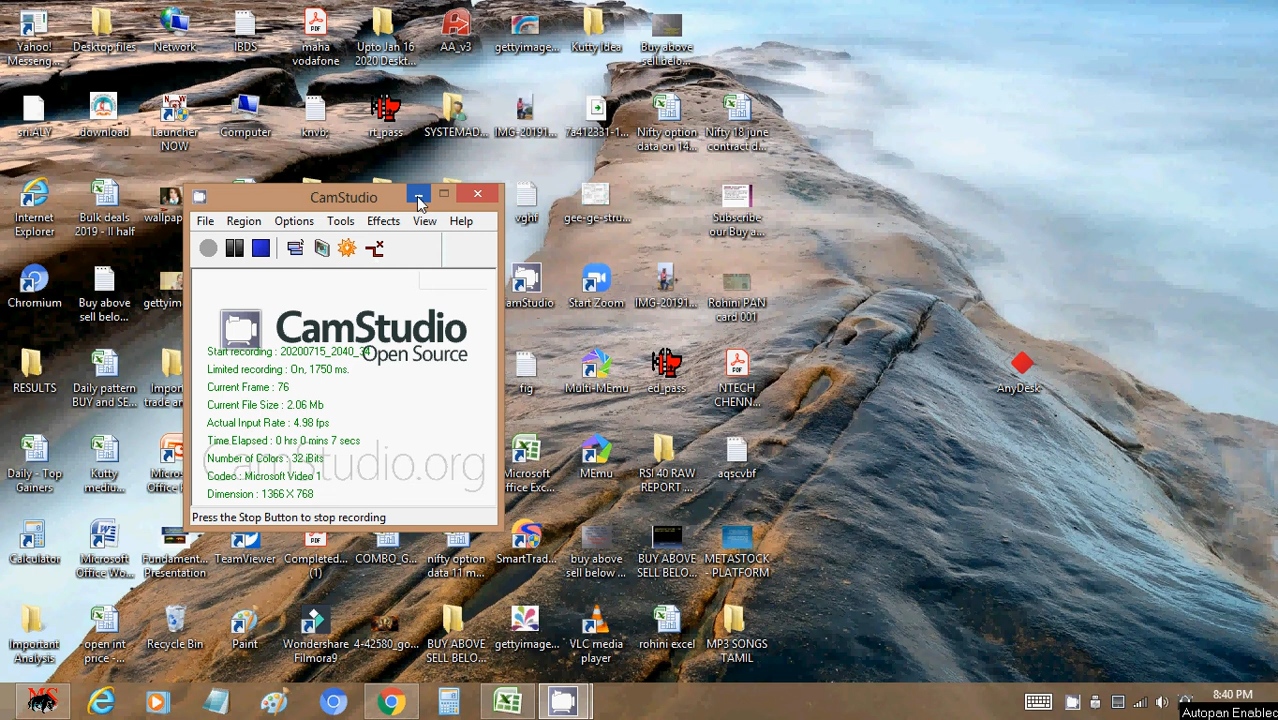 Yahoo!
Messeng...
Desktop files
Network
IBDS
maha
vodafone
Upto Jan 16
2020 Deskt...
AA_v3
gettyimage...
Kutty idea
Buy above
sell belo...
download
Launcher
NOW
Computer
knvb;
rt_pass
SYSTEMAD...
IMG-20191...
7a412331-1...
Nifty option
data on 14...
Nifty 18 june
contract d...
Internet
Explorer
Bulk deals
2019 - II half
wallpap
vghf
gee-ge-stru...
Subscribe
our Buy a...
CamStudio
File
Region
Options
Tools
Effects
View
Help
CamStudio
Open Source
Start recording : 20200715_2040_34
Limited recording : On, 1750 ms.
Current Frame : 76
Current File Size : 2.06 Mb
Actual Input Rate : 4.98 fps
Time Elapsed : 0 hrs 0 mins 7 secs
Number of Colors : 32 Bits
CamStudio.org
Codec : Microsoft Video 1
Dimension : 1366 X 768
Press the Stop Button to stop recording
Chromium
Buy above
sell belo...
gettyim
amStudio
Start Zoom
IMG-20191...
Rohini PAN
card 001
RESULTS
Daily pattern
BUY and SE...
Impor
trade a
fig
Multi-MEmu
ed_pass
NTECH
CHENN...
AnyDesk
Daily - Top
Gainers
Kutty
mediu...
Micros
Office
Microsoft
ffice Exc...
MEmu
RSI 40 RAW
REPORT ...
aqscvbf
Calculator
Microsoft
Office Wo...
Fundament...
Presentation
TeamViewer
Completed...
(1)
COMBO_G...
nifty option
data 11 m...
SmartTrad...
buy above
sell below ...
BUY ABOVE
SELL BELO...
METASTOCK
- PLATFORM
Important
Analysis
open int
price -...
Recycle Bin
Paint
Wondershare
Filmora9
4-42580_go...
BUY ABOVE
SELL BELO...
gettyimage...
VLC media
player
rohini excel
MP3 SONGS
TAMIL
MS
8:40 PM
Autopan Enabled